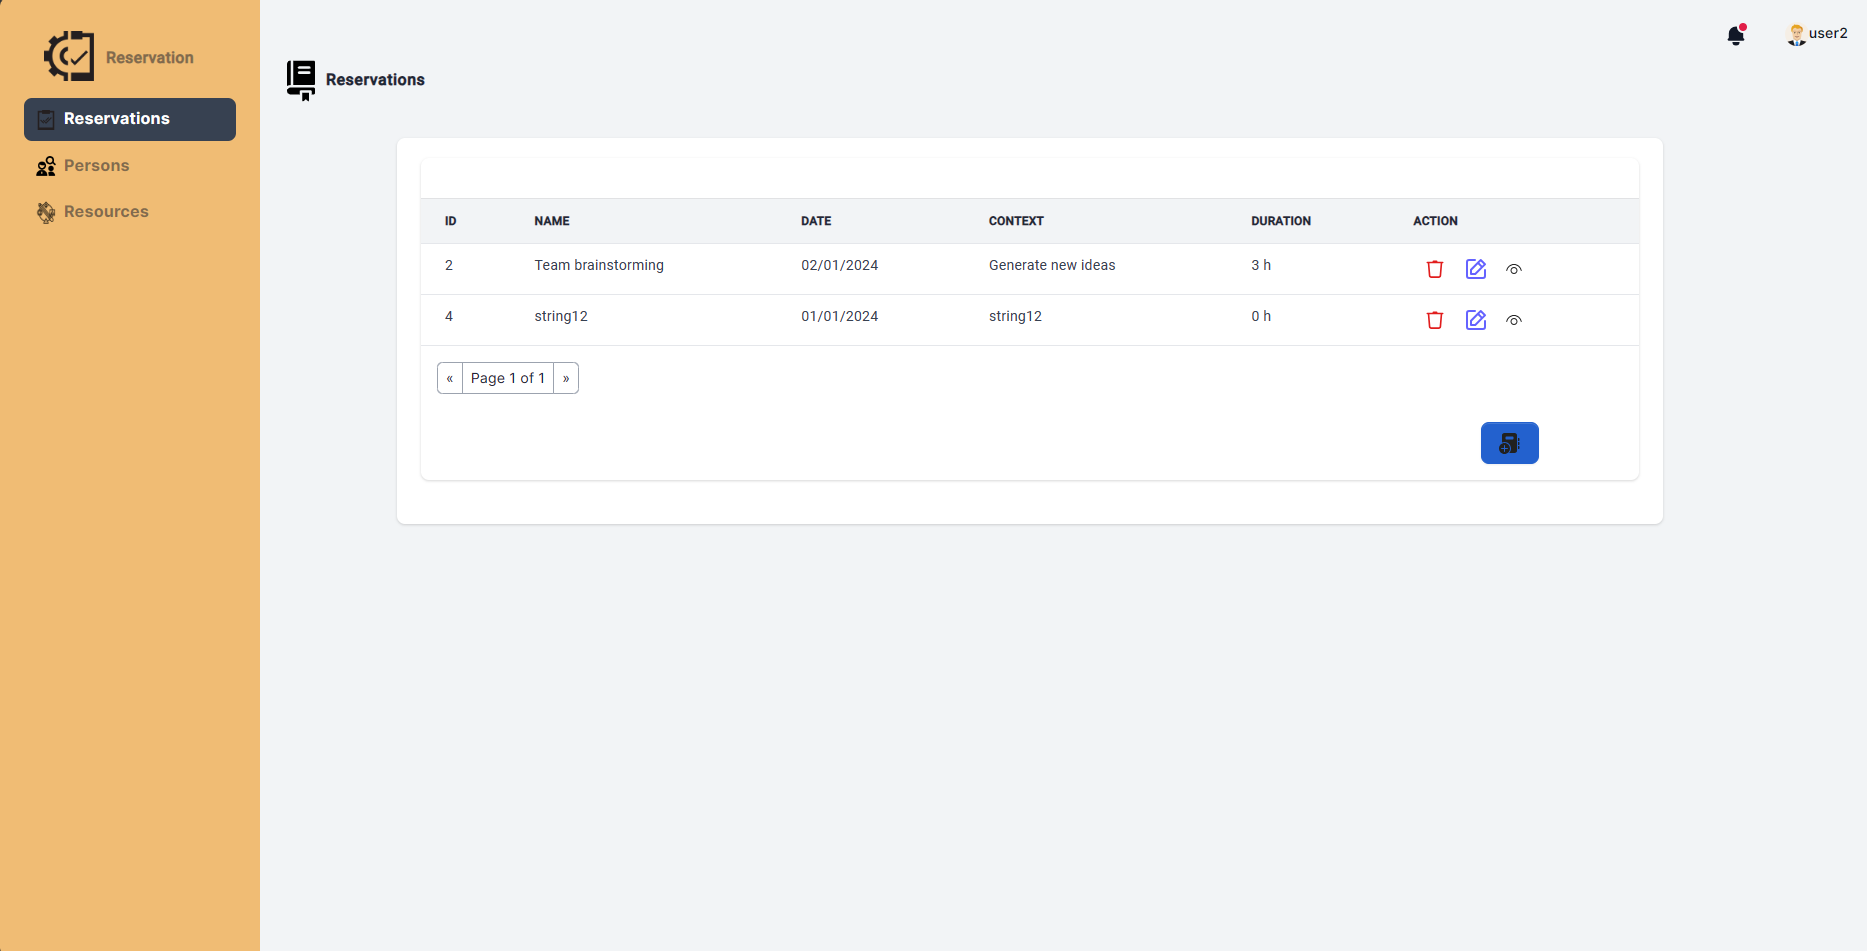 Reservation
Reservations
Persons
Resources
user2
Reservations
ID NAME DATE CONTEXT DURATION ACTION
2 Team brainstorming 02/01/2024 Generate new ideas 3 h
4 string12 01/01/2024 string12 0 h
« Page 1 of 1 »